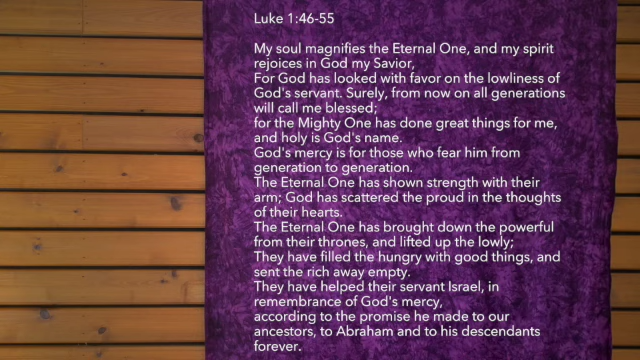 Luke 1:46-55
My soul magnifies the Eternal One, and my spirit
rejoices in God my Savior,
For God has looked with favor on the lowliness of
God's servant. Surely, from now on all generations
will call me blessed;
for the Mighty One has done great things for me,
and holy is God's name.
God's mercy is for those who fear him from
generation to generation.
The Eternal One has shown strength with their
arm; God has scattered the proud in the thoughts
of their hearts.
The Eternal One has brought down the powerful
from their thrones, and lifted up the lowly;
They have filled the hungry with good things, and
sent the rich away empty.
They have helped their servant Israel, in
remembrance of God's mercy,
according to the promise he made to our
ancestors, to Abraham and to his descendants
forever.